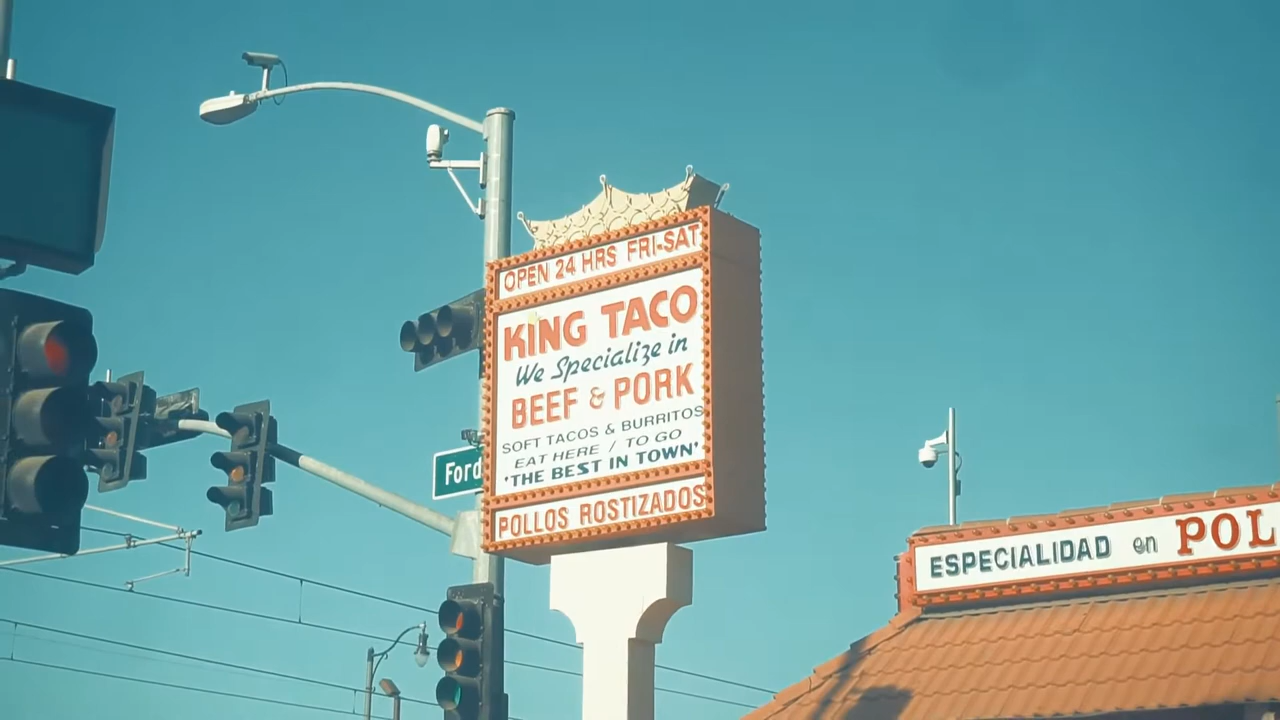 OPEN 24 HRS FRI-SAT
KING TACO
We Specialize in
BEEF & PORK
SOFT TACOS & BURRITOS
EAT HERE / TO GO
'THE BEST IN TOWN'
POLLOS ROSTIZADOS
Ford
ESPECIALIDAD en POL